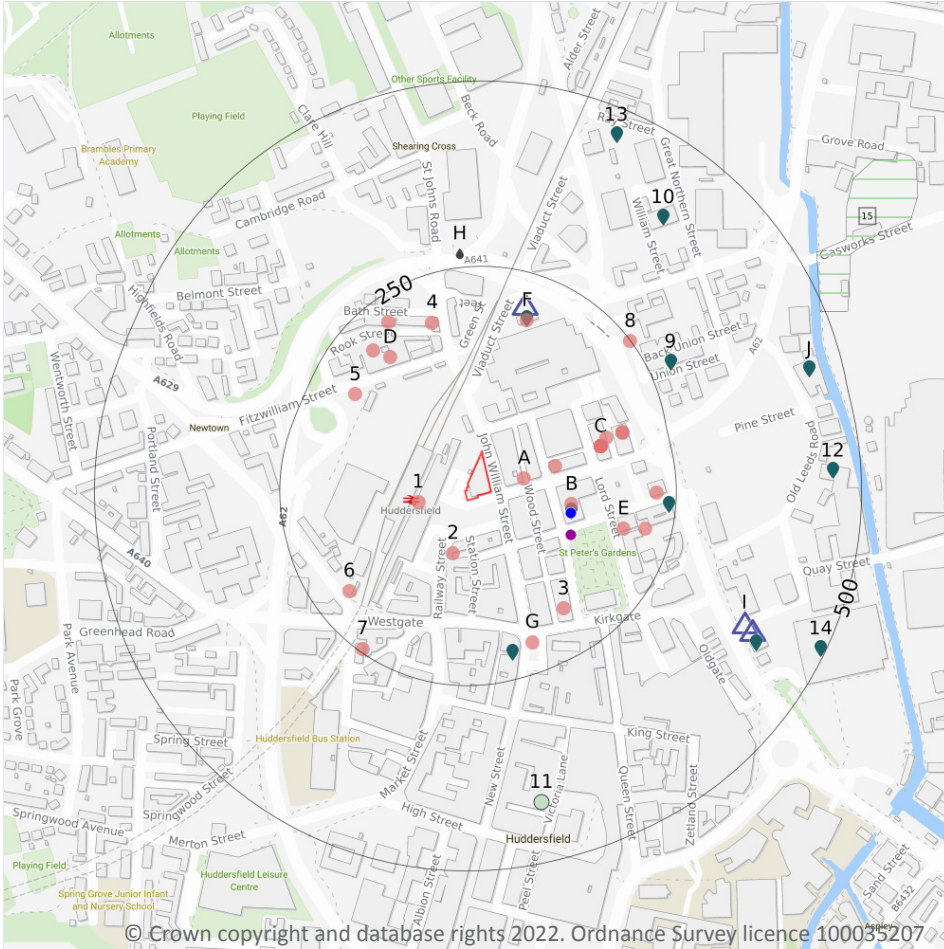 Allotments
Alder Street
Other Sports Facility
Playing Field
Beck Road
13
Ray Street
Clare Hill
Grove Road
Brambles Primary
Academy
Shearing Cross
St Johns Road
Great Northern Street
10
William Street
15
Cambridge Road
Viaduct Street
Gasworks Street
Allotments
H
Allotments
A641
Belmont Street
250
Highfields Road
Bath Street
4
F
Green Street
8
Rook Street
D
Viaduct Street
Back Union Street
9
Union Street
A62
J
Wentworth Street
A629
5
Fitzwilliam Street
Newtown
Portland Street
John William Street
C
Pine Street
Old Leeds Road
12
A
1
Huddersfield
B
Lord Street
Wood Street
E
A62
2
St Peter's Gardens
Railway Street
Station Street
A640
Quay Street
500
6
3
Kirkgate
Westgate
Greenhead Road
G
I
14
7
Oldgate
Park Avenue
Park Grove
Huddersfield Bus Station
Spring Street
King Street
Market Street
New Street
Victoria Lane
Queen Street
Zetland Street
11
Springwood Street
Springwood Avenue
High Street
Merton Street
Huddersfield
Playing Field
Huddersfield Leisure
Centre
Albion Street
Peel Street
Sand Street
B6432
Spring Grove Junior Infant
and Nursery School
© Crown copyright and database rights 2022. Ordnance Survey licence 100035207.